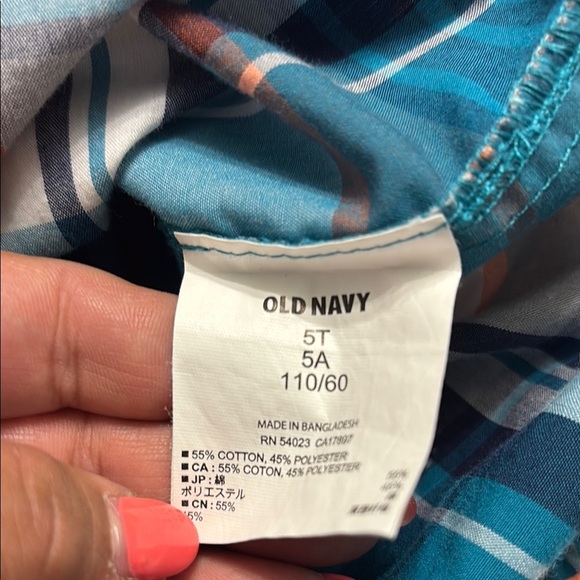 OLD NAVY
5T
5A
110/60
MADE IN BANGLADESH
RN 54023 CA17897
■ 55% COTTON, 45% POLYESTER
■ CA : 55% COTON, 45% POLYESTER
■ JP : 綿
ポリエステル
■ CN : 55%